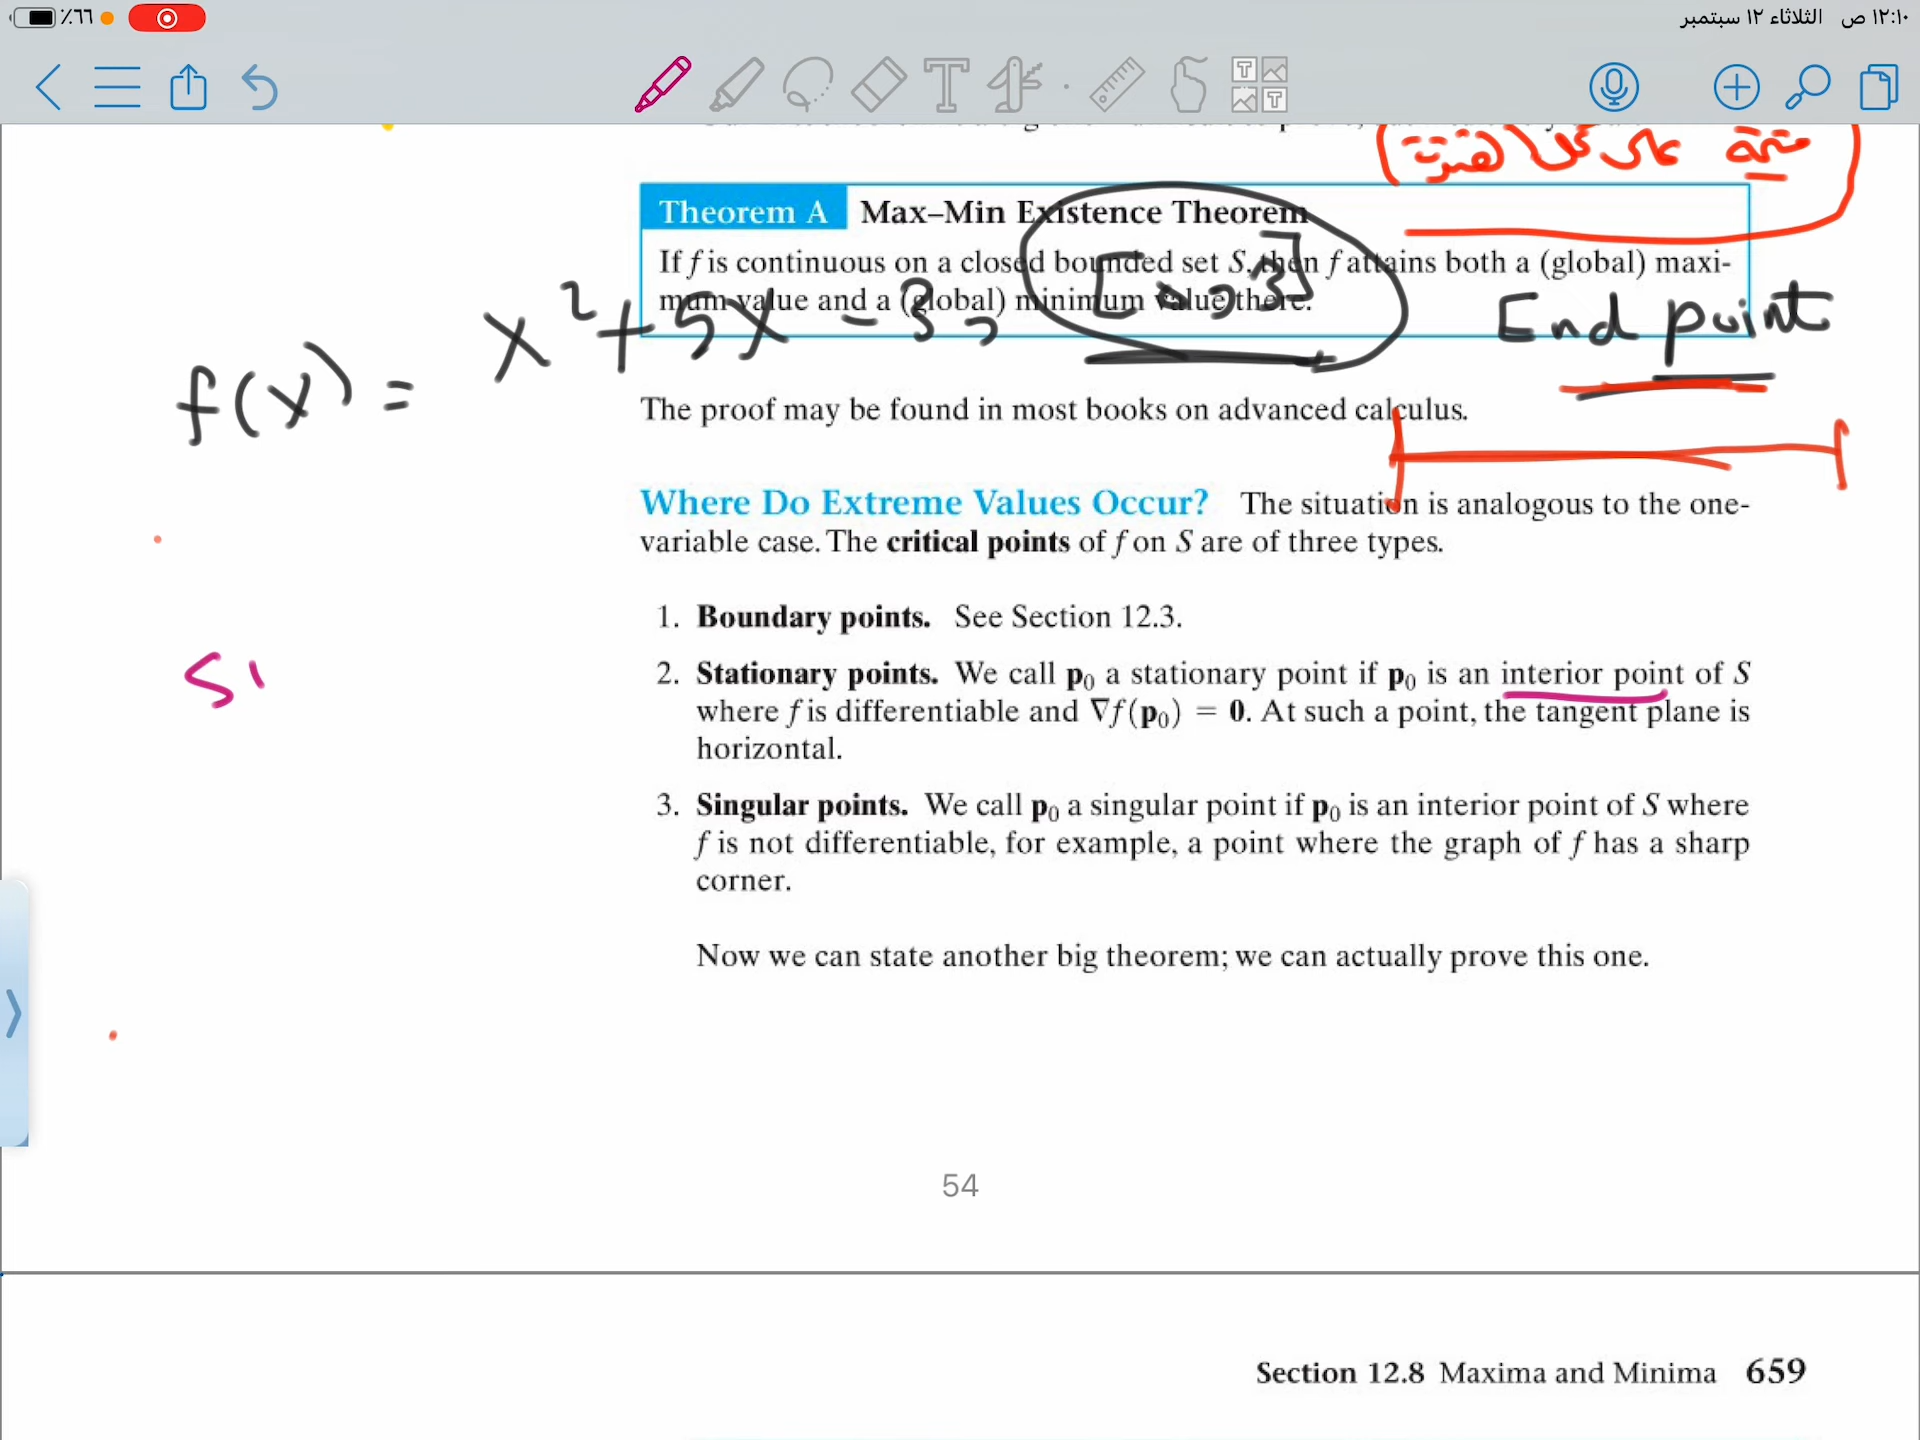 ٪٦٦
١٢:١٠ ص الثلاثاء ١٢ سبتمبر
Theorem A Max–Min Existence Theorem
If f is continuous on a closed bounded set S, then f attains both a (global) maxi-
mum value and a (global) minimum value there.
f(x) = x² + 5x - 3,
End point
The proof may be found in most books on advanced calculus.
Where Do Extreme Values Occur? The situation is analogous to the one-
variable case. The critical points of f on S are of three types.
1. Boundary points. See Section 12.3.
2. Stationary points. We call p₀ a stationary point if p₀ is an interior point of S
where f is differentiable and ∇f(p₀) = 0. At such a point, the tangent plane is
horizontal.
3. Singular points. We call p₀ a singular point if p₀ is an interior point of S where
f is not differentiable, for example, a point where the graph of f has a sharp
corner.
Now we can state another big theorem; we can actually prove this one.
54
Section 12.8 Maxima and Minima 659